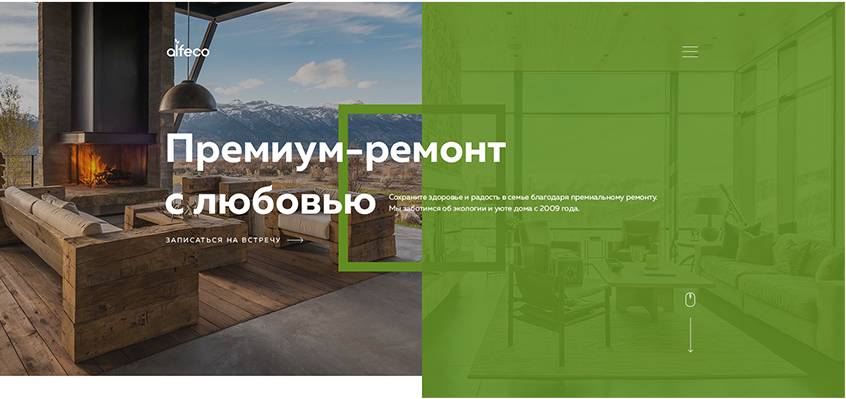 alfeco
Премиум-ремонт
с любовью
Сохраните здоровье и радость в семье благодаря премиальному ремонту.
Мы заботимся об экологии и уюте дома с 2009 года.
ЗАПИСАТЬСЯ НА ВСТРЕЧУ